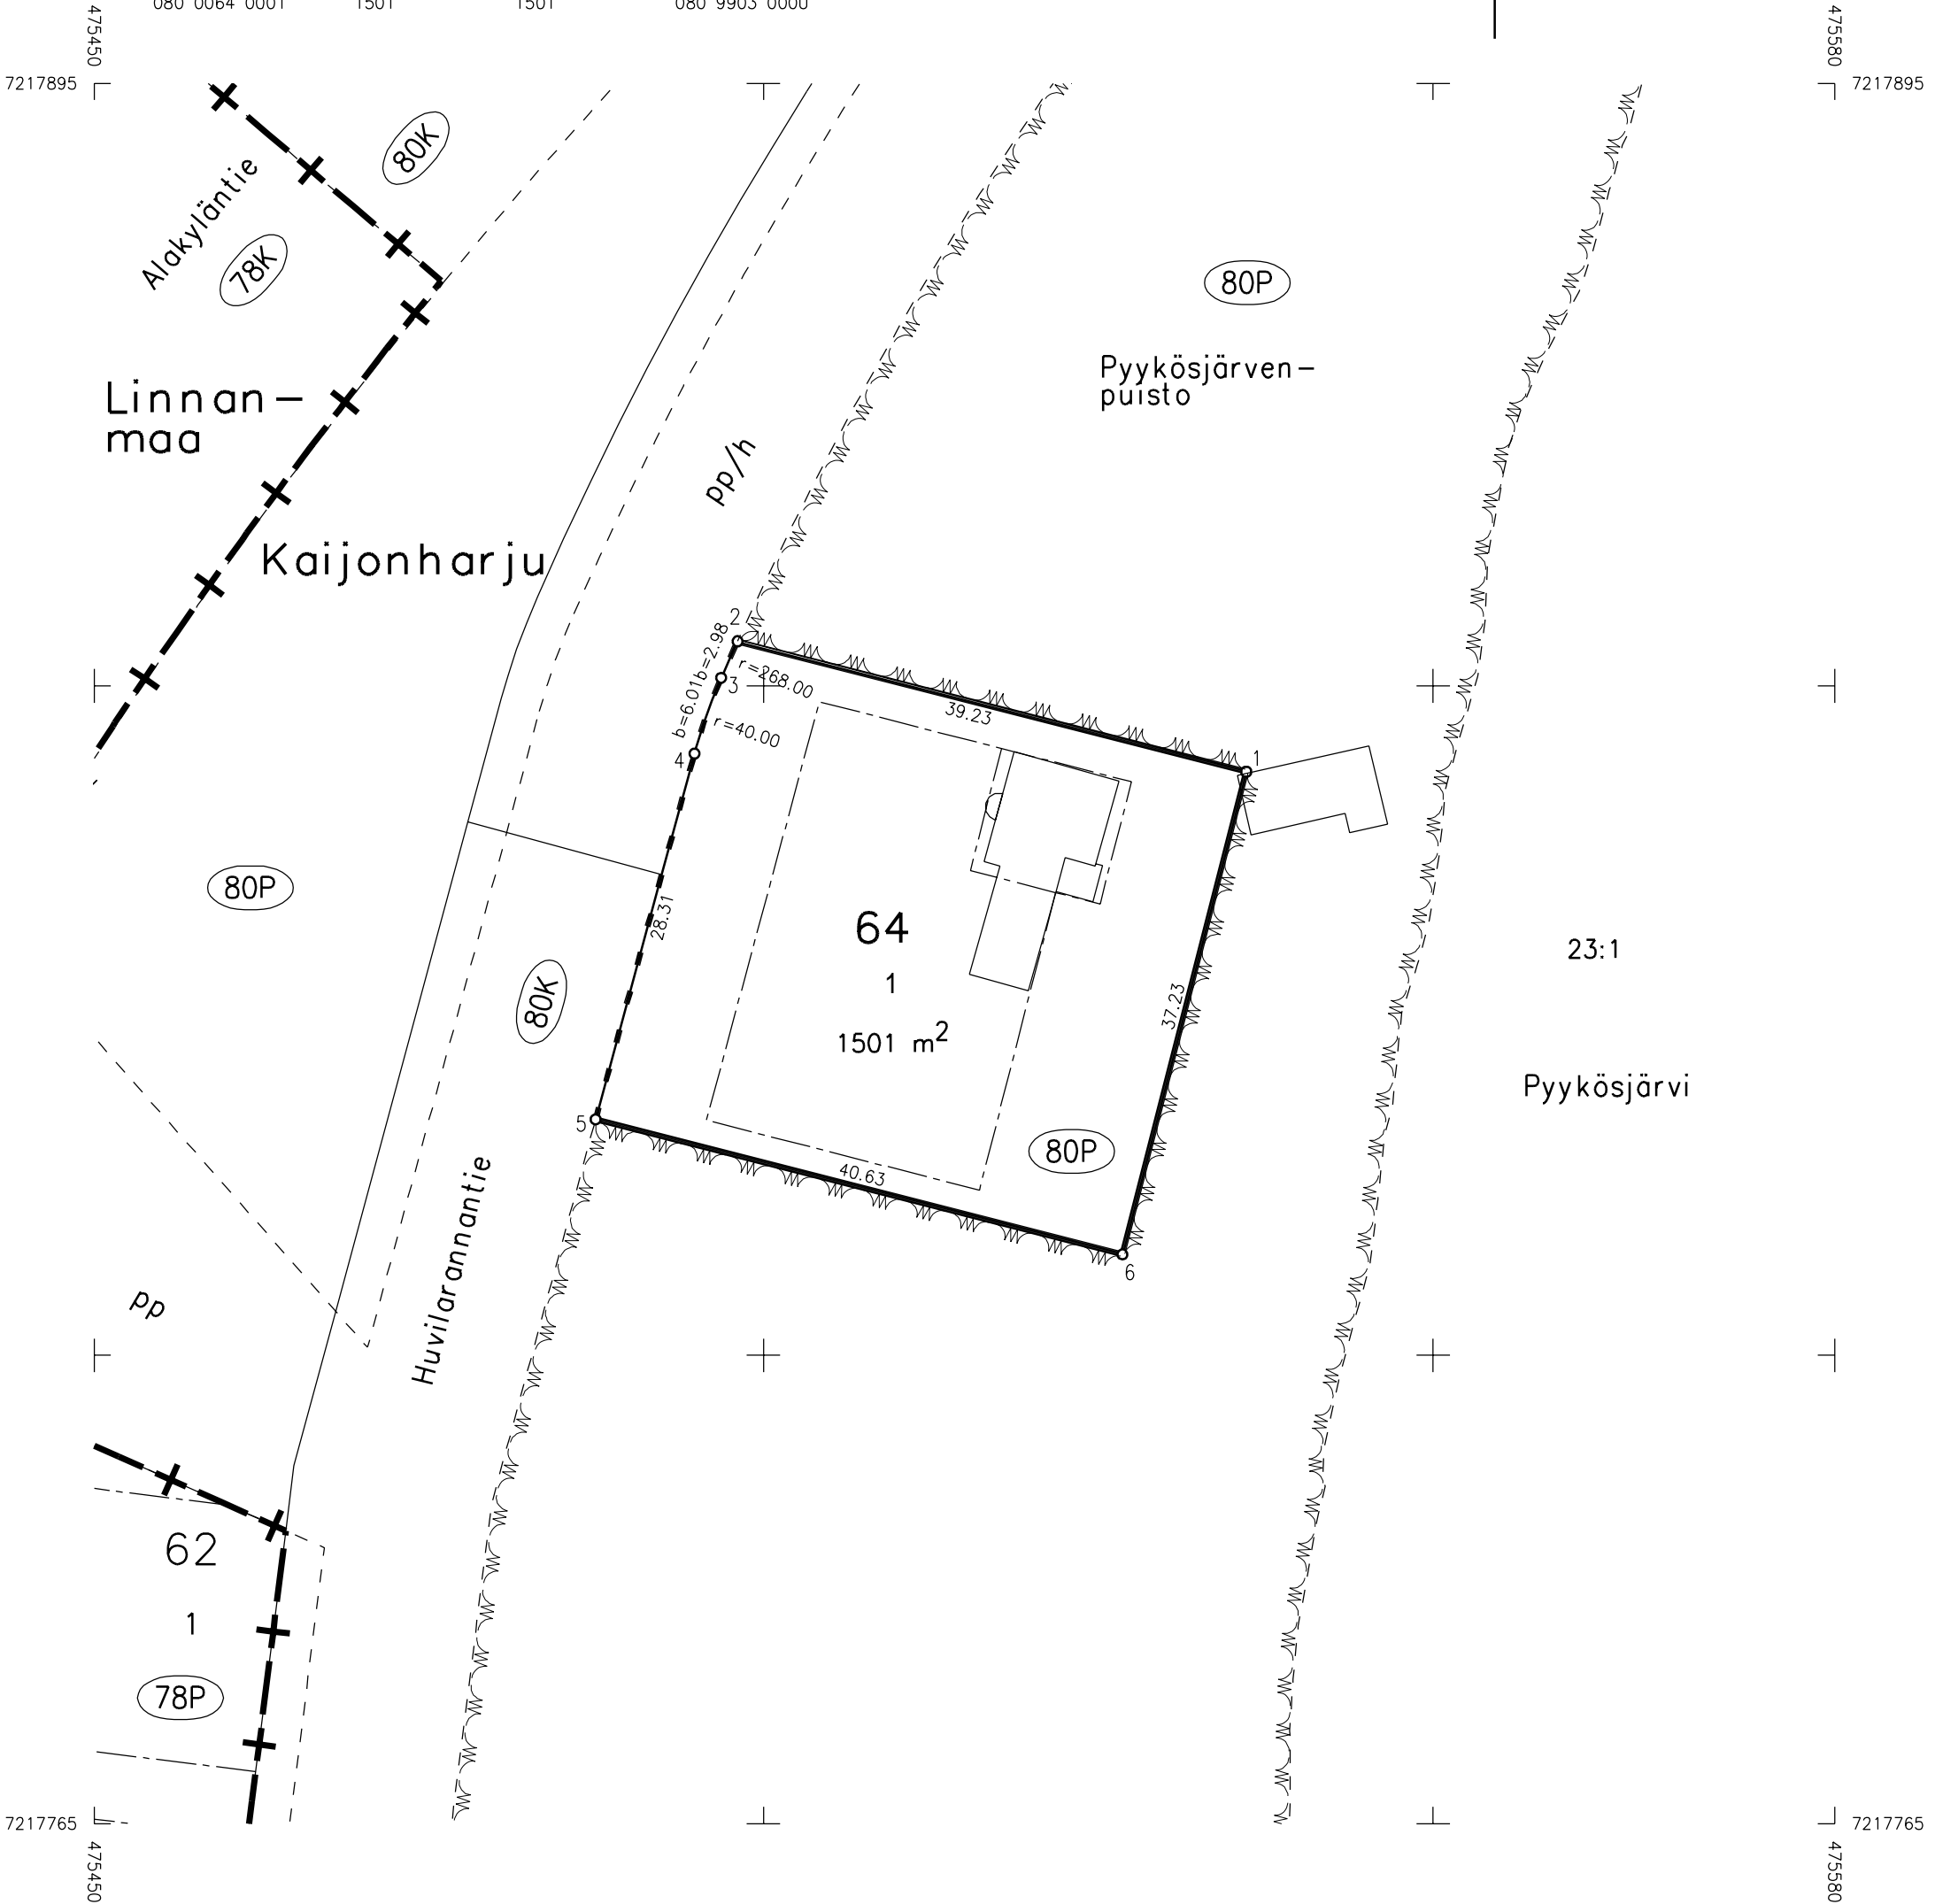 080 0064 0001 1501 1501 080 9903 0000
475450
475580
7217895
7217895
80K
Alakyläntie
78K
80P
Pyykösjärven-
puisto
Linnan-
maa
pp/h
Kaijonharju
2
b=2.98
r=268.00
3
b=6.01
r=40.00
4
39.23
1
80P
28.31
64
1
1501 m²
80K
37.23
23:1
Pyykösjärvi
5
40.63
80P
6
Huvilarannantie
pp
62
1
78P
7217765
7217765
475450
475580